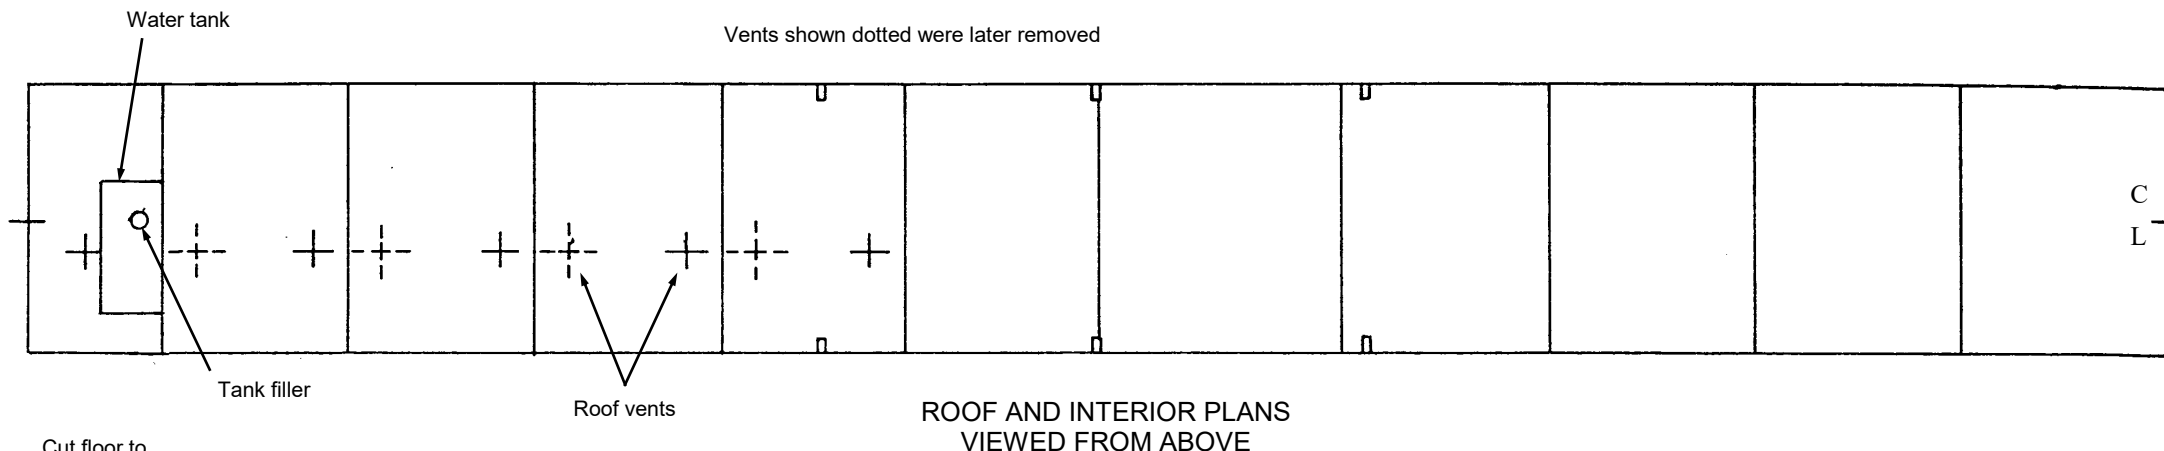 Water tank
Vents shown dotted were later removed
C
L
Tank filler
Roof vents
ROOF AND INTERIOR PLANS
VIEWED FROM ABOVE
Cut floor to